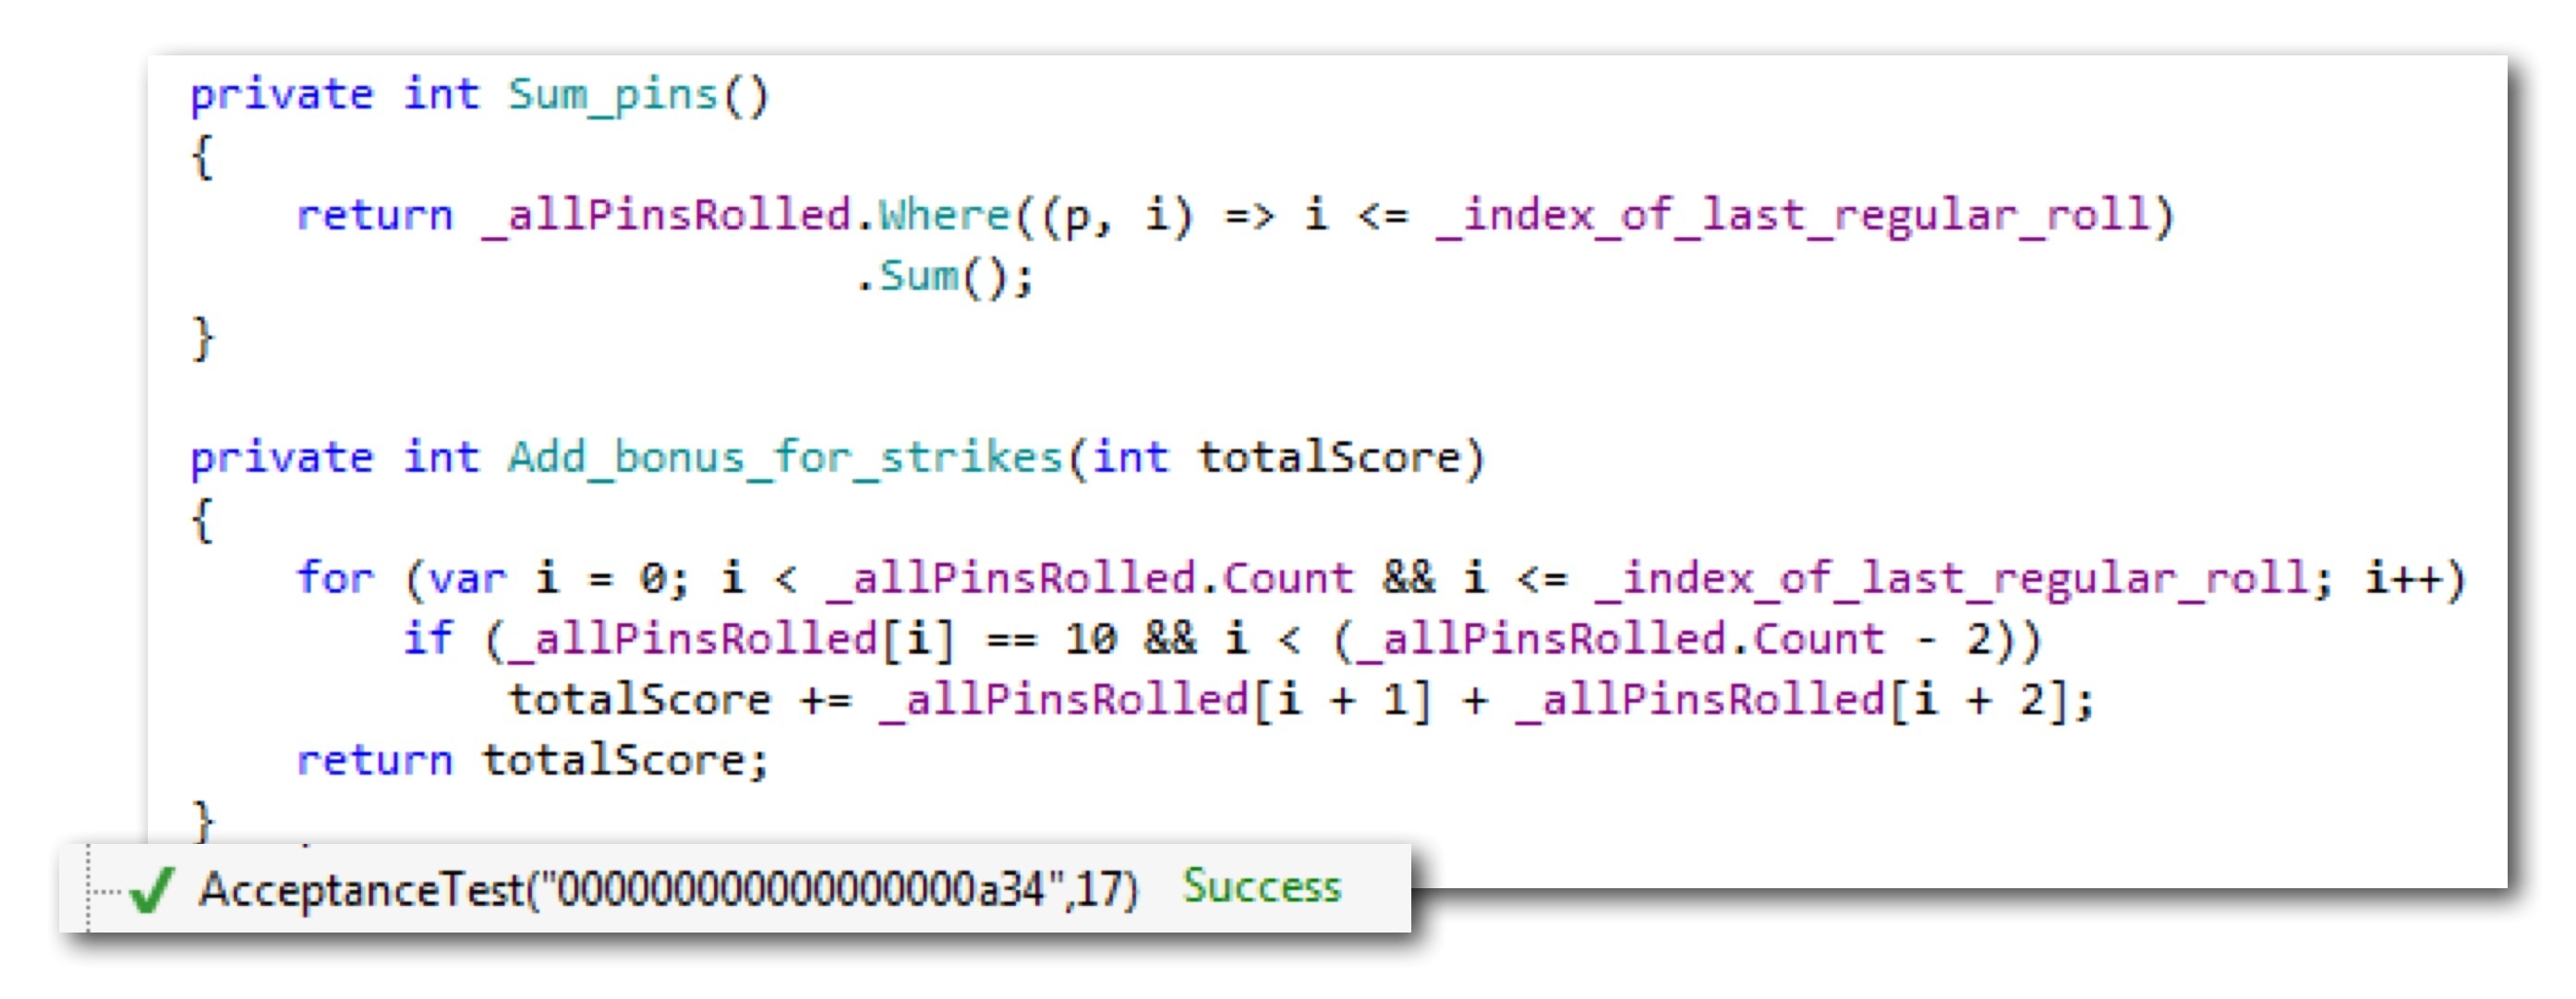 private int Sum_pins()
{
return _allPinsRolled.Where((p, i) => i <= _index_of_last_regular_roll)
.Sum();
}
private int Add_bonus_for_strikes(int totalScore)
{
for (var i = 0; i < _allPinsRolled.Count && i <= _index_of_last_regular_roll; i++)
if (_allPinsRolled[i] == 10 && i < (_allPinsRolled.Count - 2))
totalScore += _allPinsRolled[i + 1] + _allPinsRolled[i + 2];
return totalScore;
}
AcceptanceTest("000000000000000000a34",17) Success